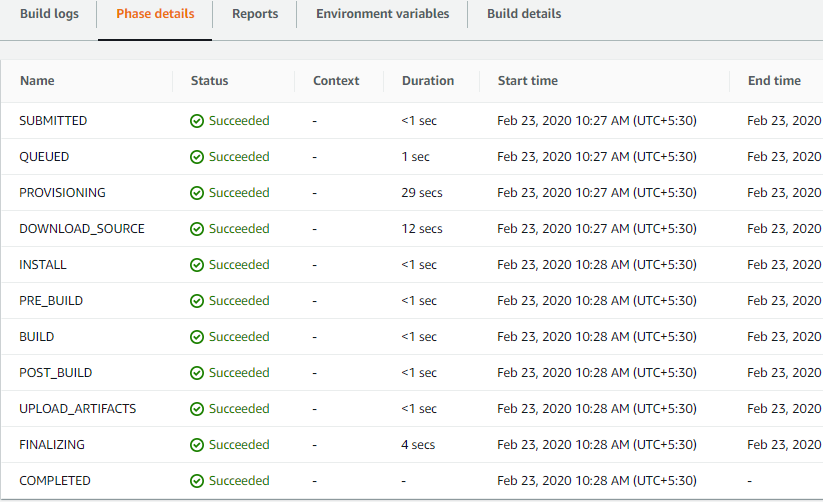 Build logs Phase details Reports Environment variables Build details
Name Status Context Duration Start time End time
SUBMITTED Succeeded - <1 sec Feb 23, 2020 10:27 AM (UTC+5:30) Feb 23, 2020
QUEUED Succeeded - 1 sec Feb 23, 2020 10:27 AM (UTC+5:30) Feb 23, 2020
PROVISIONING Succeeded - 29 secs Feb 23, 2020 10:27 AM (UTC+5:30) Feb 23, 2020
DOWNLOAD_SOURCE Succeeded - 12 secs Feb 23, 2020 10:27 AM (UTC+5:30) Feb 23, 2020
INSTALL Succeeded - <1 sec Feb 23, 2020 10:28 AM (UTC+5:30) Feb 23, 2020
PRE_BUILD Succeeded - <1 sec Feb 23, 2020 10:28 AM (UTC+5:30) Feb 23, 2020
BUILD Succeeded - <1 sec Feb 23, 2020 10:28 AM (UTC+5:30) Feb 23, 2020
POST_BUILD Succeeded - <1 sec Feb 23, 2020 10:28 AM (UTC+5:30) Feb 23, 2020
UPLOAD_ARTIFACTS Succeeded - <1 sec Feb 23, 2020 10:28 AM (UTC+5:30) Feb 23, 2020
FINALIZING Succeeded - 4 secs Feb 23, 2020 10:28 AM (UTC+5:30) Feb 23, 2020
COMPLETED Succeeded - - Feb 23, 2020 10:28 AM (UTC+5:30) -